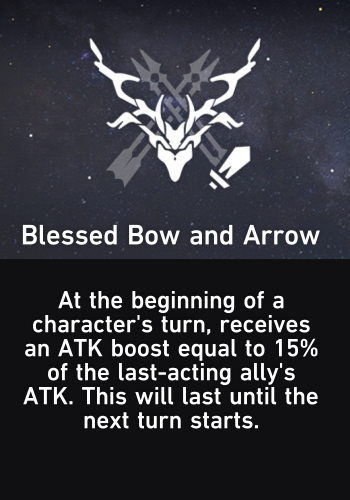 Blessed Bow and Arrow
At the beginning of a
character's turn, receives
an ATK boost equal to 15%
of the last-acting ally's
ATK. This will last until the
next turn starts.